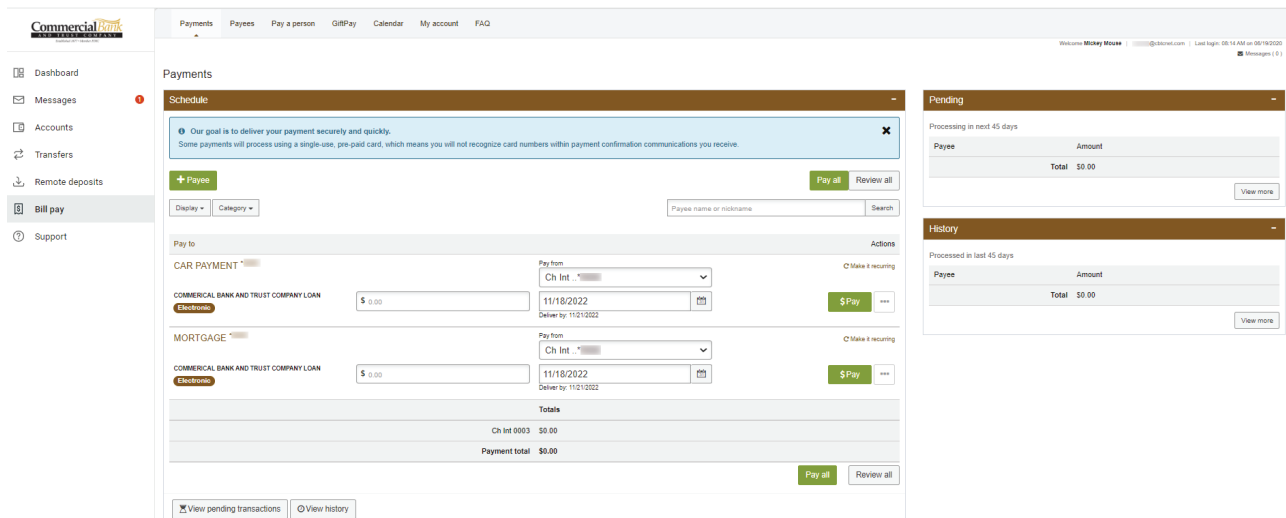 Commercial Bank
AND TRUST COMPANY
Payments Payees Pay a person GiftPay Calendar My account FAQ
Welcome Mickey Mouse | @cbtcnet.com | Last login: 08:14 AM on 08/19/2020
Messages ( 0 )
Dashboard
Messages 1
Accounts
Transfers
Remote deposits
Bill pay
Support
Payments
Schedule −
Our goal is to deliver your payment securely and quickly.
Some payments will process using a single-use, pre-paid card, which means you will not recognize card numbers within payment confirmation communications you receive.
+ Payee
Pay all Review all
Display Category
Payee name or nickname Search
Pay to Actions
CAR PAYMENT *
Pay from
Make it recurring
Ch Int ..*
COMMERICAL BANK AND TRUST COMPANY LOAN
Electronic
$ 0.00
11/18/2022
$ Pay •••
Deliver by: 11/21/2022
MORTGAGE *
Pay from
Make it recurring
Ch Int ..*
COMMERICAL BANK AND TRUST COMPANY LOAN
Electronic
$ 0.00
11/18/2022
$ Pay •••
Deliver by: 11/21/2022
Totals
Ch Int 0003 $0.00
Payment total $0.00
Pay all Review all
View pending transactions View history
Pending −
Processing in next 45 days
Payee Amount
Total $0.00
View more
History −
Processed in last 45 days
Payee Amount
Total $0.00
View more